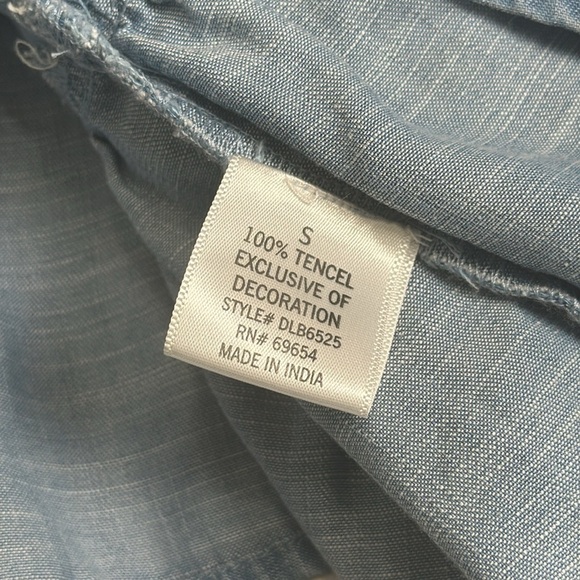 S
100% TENCEL
EXCLUSIVE OF
DECORATION
STYLE# DLB6525
RN# 69654
MADE IN INDIA